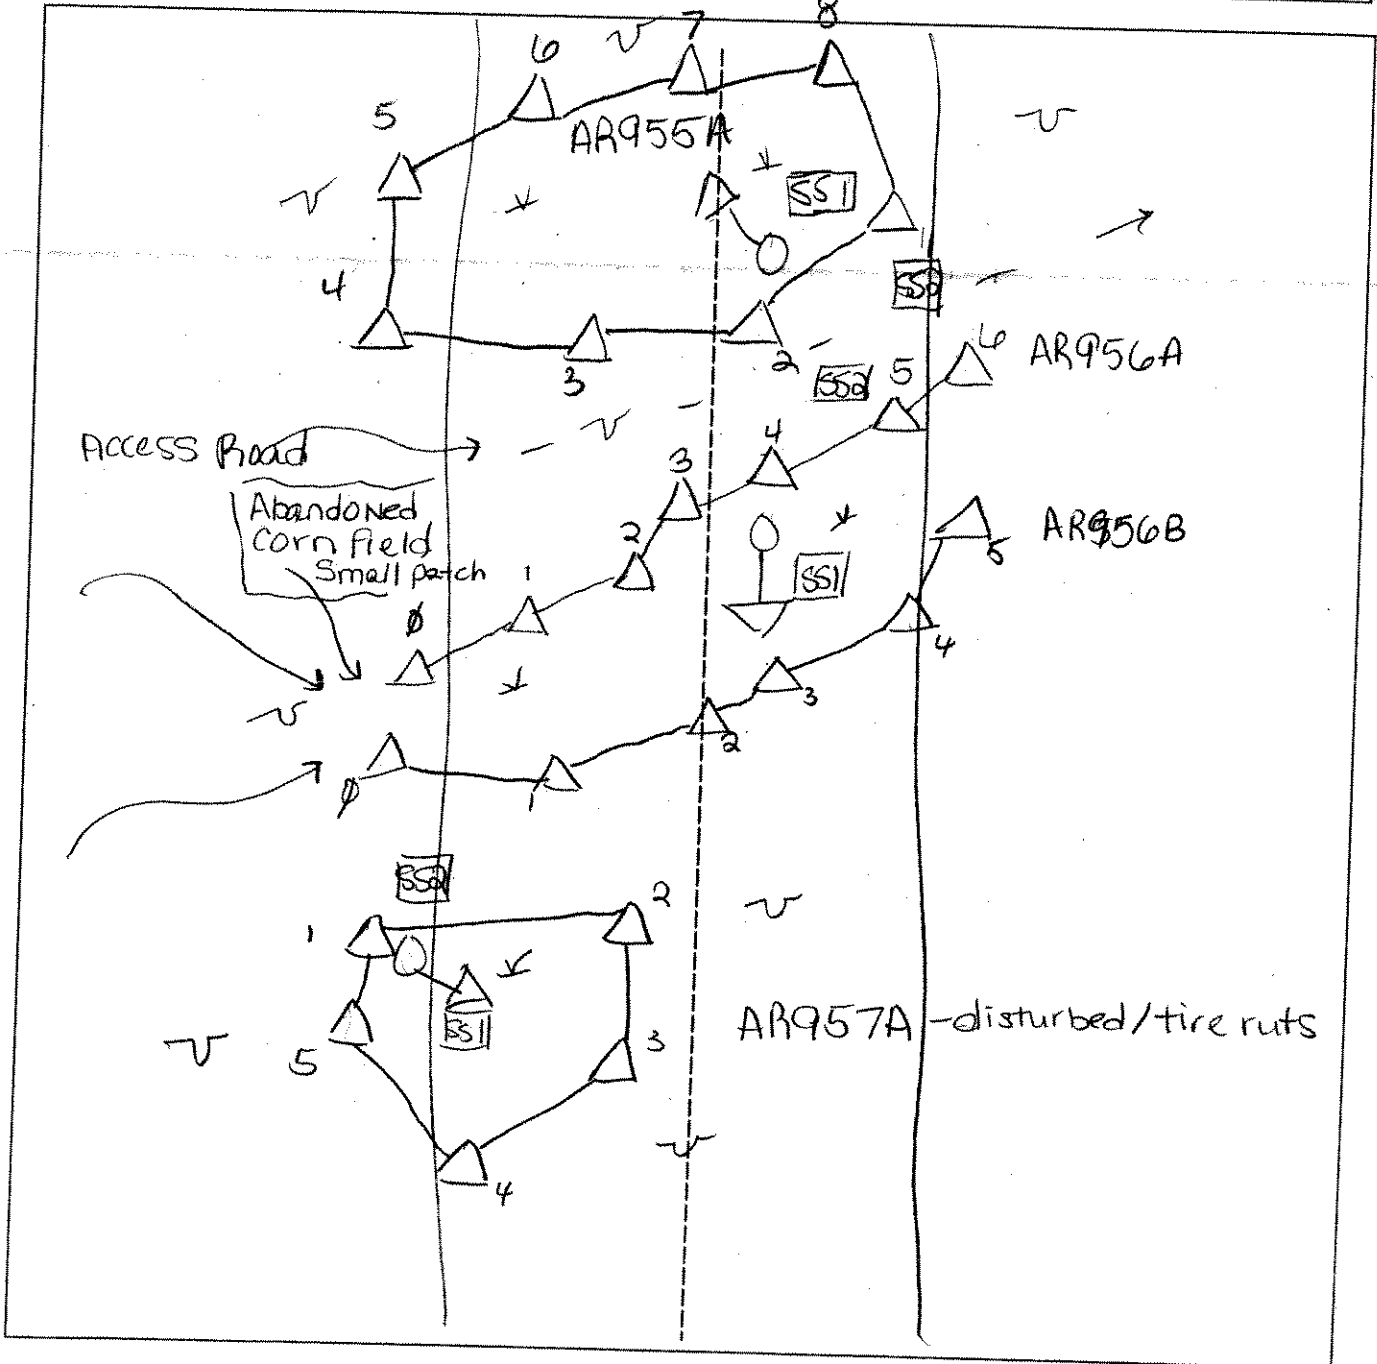 7
8
6
5
AR955A
SS1
4
SS2
3
2
6
AR956A
SS2
5
Access Road
4
3
Abandoned
Corn field
Small patch
2
1
AR956B
5
SS1
Ø
4
3
2
Ø
1
SS2
2
1
SS1
5
3
AR957A - disturbed/tire ruts
4